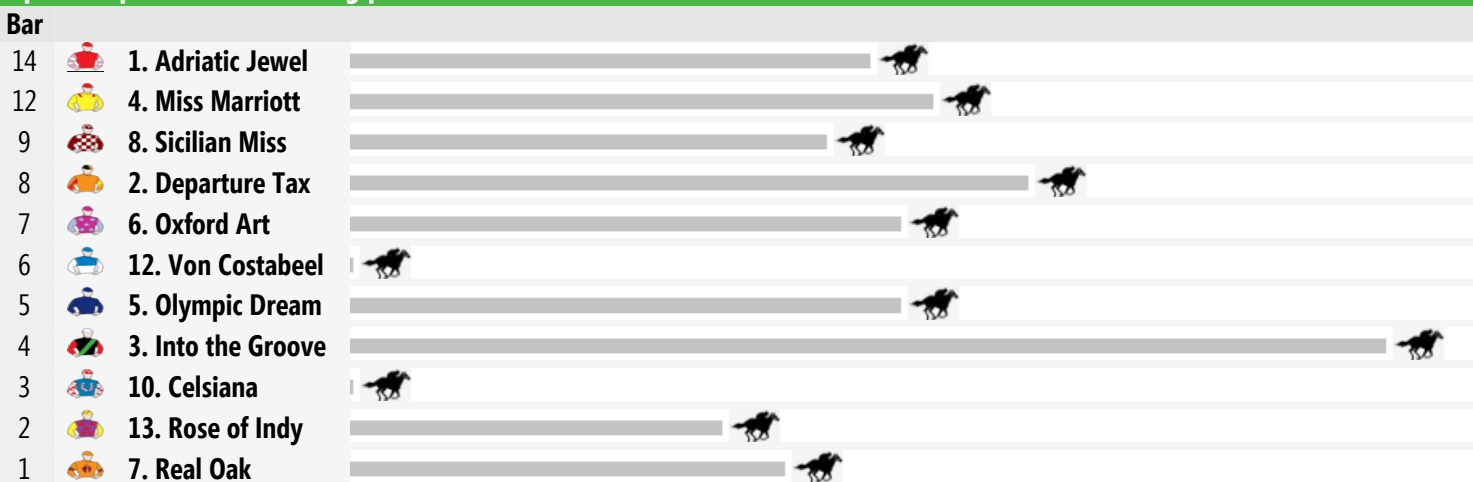 Bar
14 1. Adriatic Jewel
12 4. Miss Marriott
9 8. Sicilian Miss
8 2. Departure Tax
7 6. Oxford Art
6 12. Von Costabeel
5 5. Olympic Dream
4 3. Into the Groove
3 10. Celsiana
2 13. Rose of Indy
1 7. Real Oak